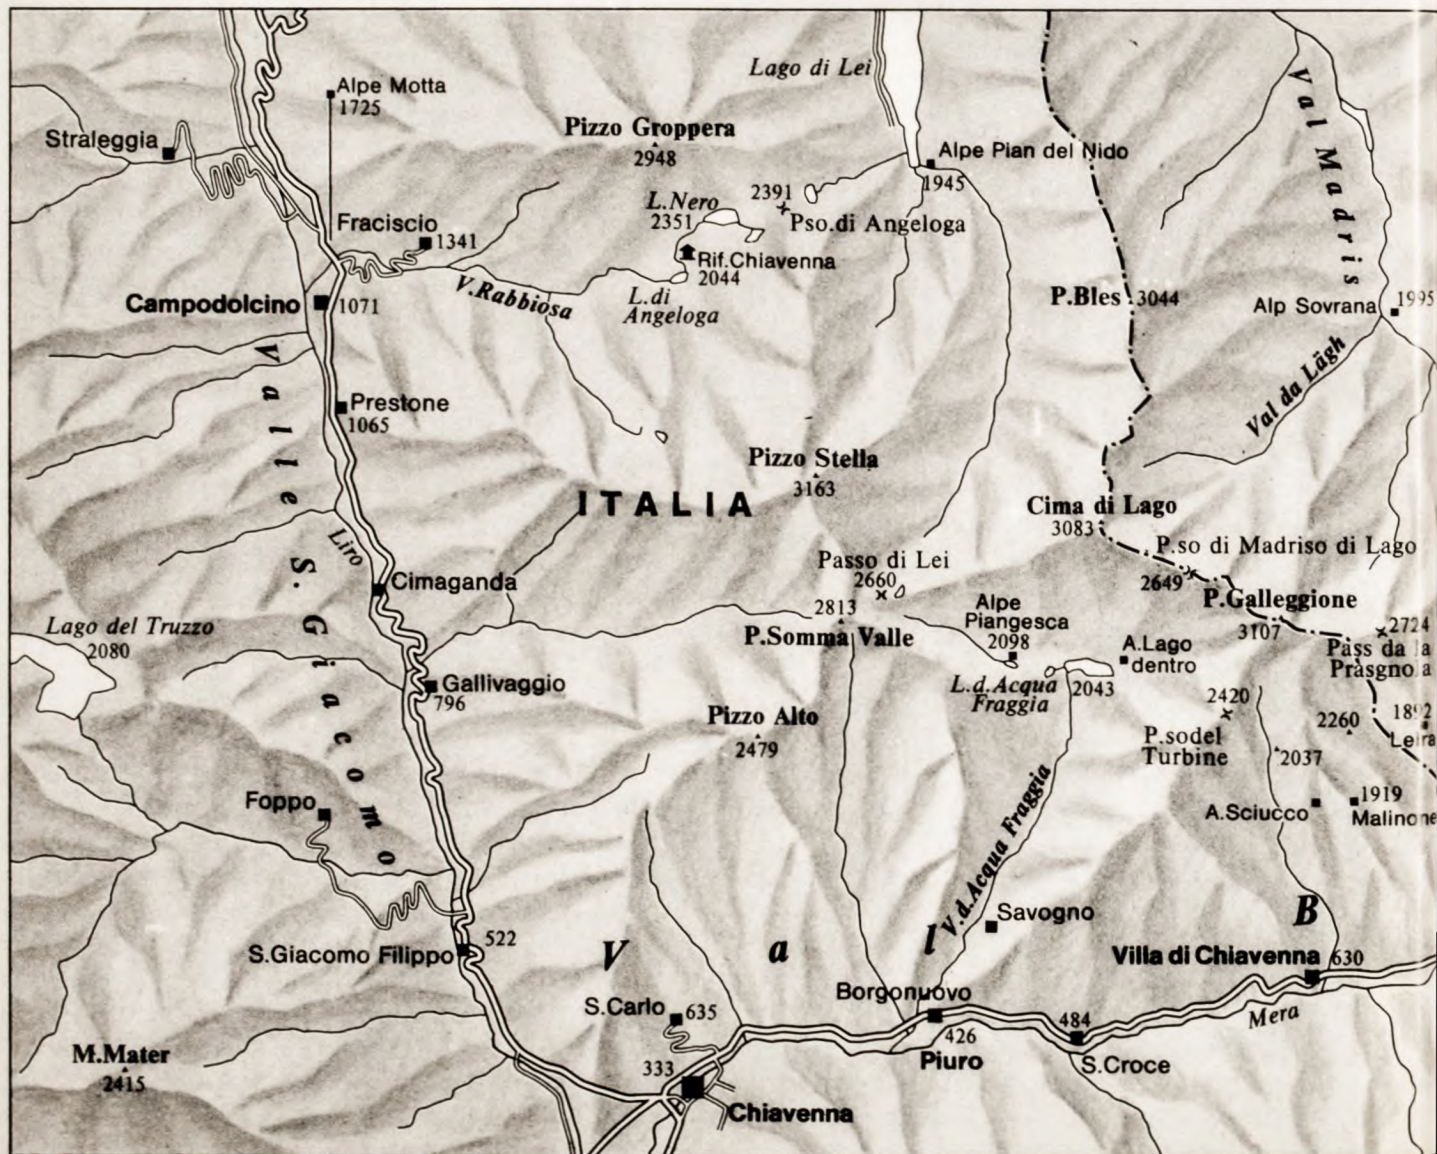 Lago di Lei
Val Madris
Alpe Motta
1725
Straleggia
Pizzo Groppera
2948
Alpe Pian del Nido
1945
L.Nero
2351
2391
Pso.di Angeloga
Fraciscio
1341
Rif.Chiavenna
2044
V.Rabbiosa
L.di
Angeloga
Campodolcino
1071
P.Bles
3044
Alp Sovrana
1995
Val da Lägh
Valle S. Giacomo
Prestone
1065
Pizzo Stella
3163
ITALIA
Cima di Lago
3083
Liro
P.so di Madriso di Lago
2649
Passo di Lei
2660
Cimaganda
Alpe
Piangesca
2098
P.Galleggione
3107
2813
P.Somma Valle
2724
Pass da la
Prasgnola
Lago del Truzzo
2080
A.Lago
dentro
L.d.Acqua
Fraggia
2043
Gallivaggio
796
2420
P.sodel
Turbine
Pizzo Alto
2479
2260
2037
Foppo
V.d.Acqua Fraggia
A.Sciucco
1919
Malinone
Savogno
Val B
S.Giacomo Filippo
522
Villa di Chiavenna
630
Borgonuovo
426
Piuro
S.Carlo
635
484
S.Croce
Mera
M.Mater
2415
333
Chiavenna